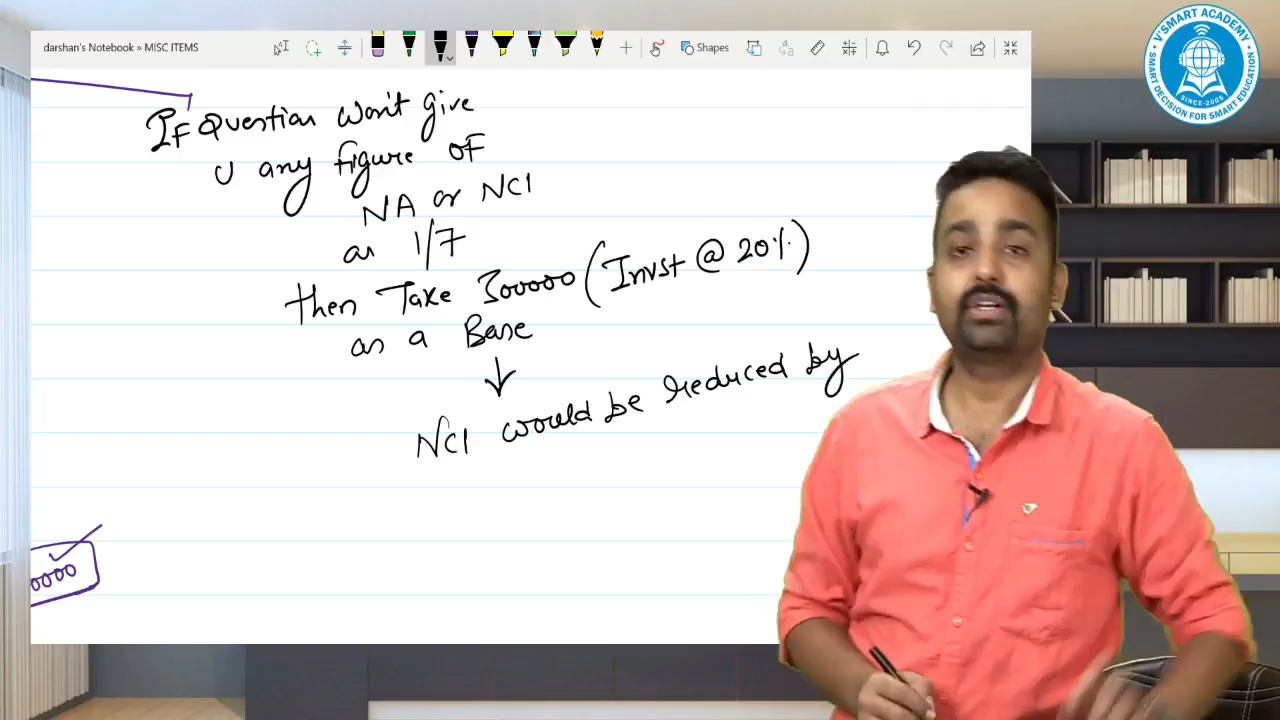 darshan's Notebook » MISC ITEMS
Shapes
V'SMART ACADEMY
SINCE-2005
SMART DECISION FOR SMART EDUCATION
IF Question won't give
U any figure of
NA or NCI
as 1/7
then Take 300000 (Invst @ 20%)
as a Base
NCI would be reduced by
0000